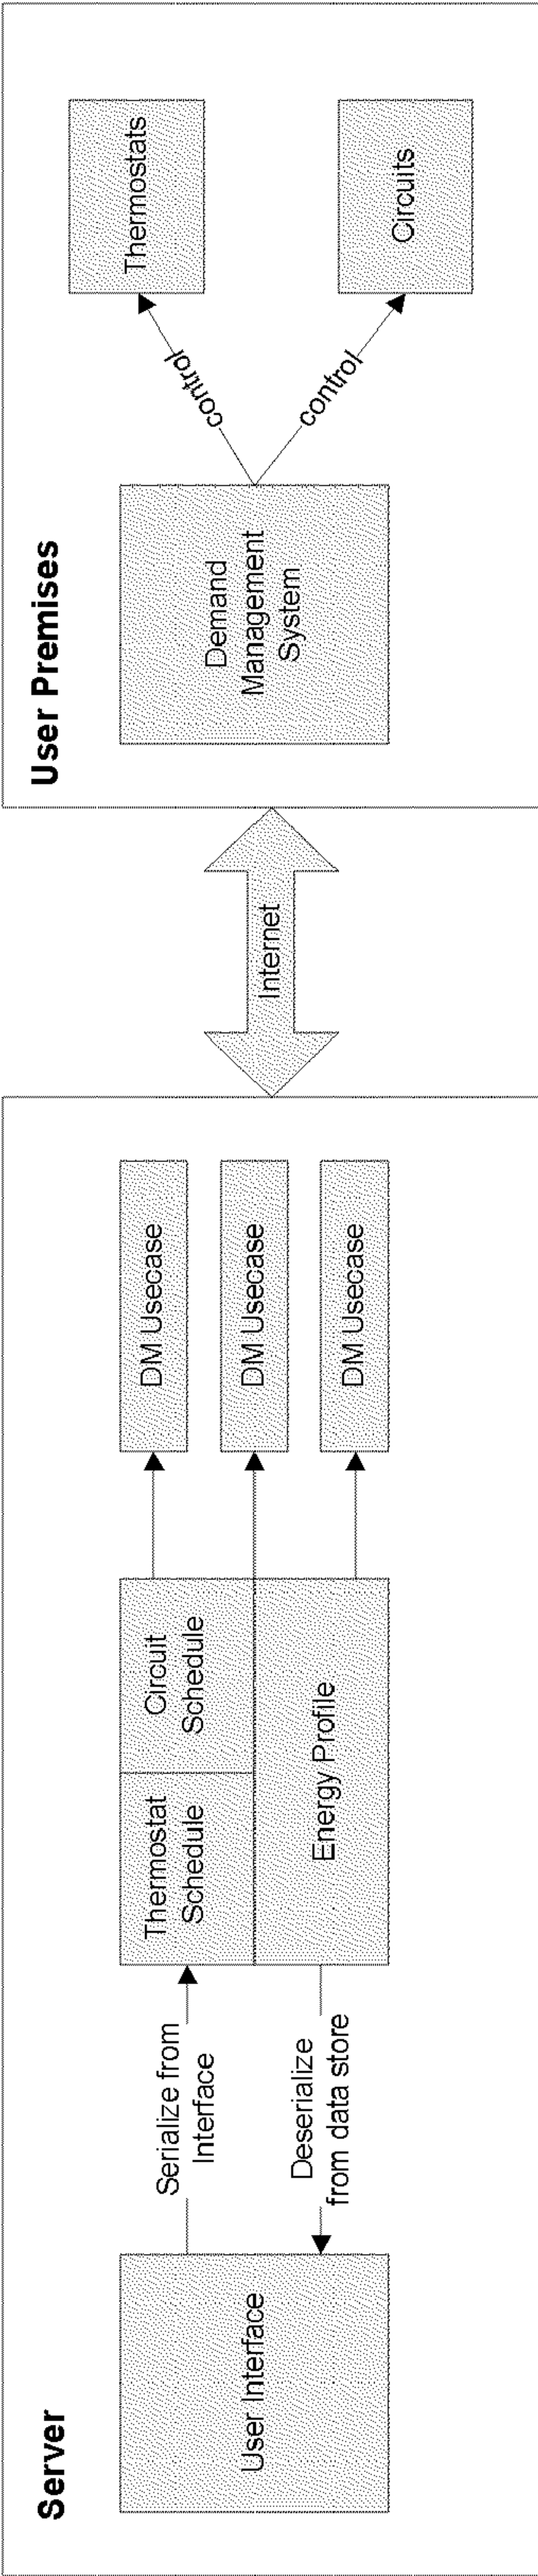 Server
User Interface
Serialize from
Interface
Deserialize
from data store
Thermostat
Schedule
Circuit
Schedule
Energy Profile
DM Usecase
DM Usecase
DM Usecase
Internet
User Premises
Demand
Management
System
control
control
Thermostats
Circuits